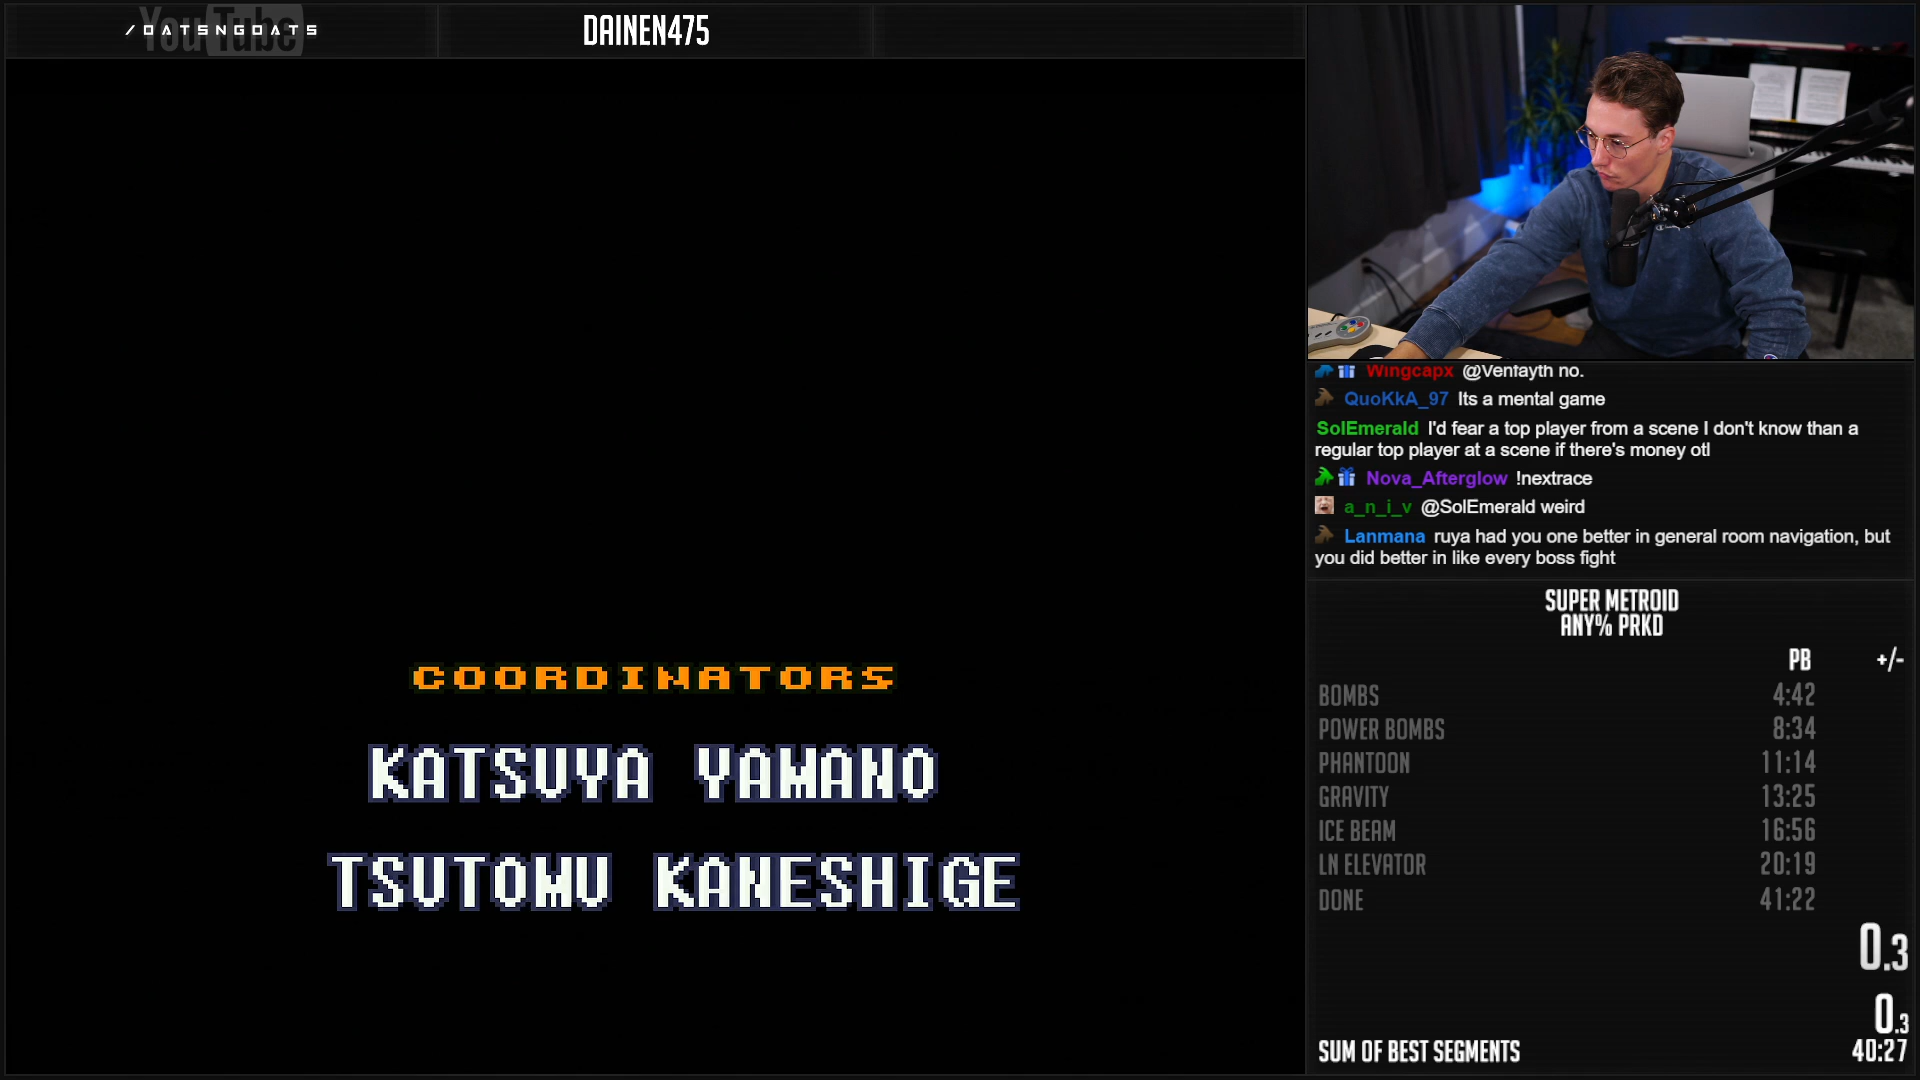 YouTube
/OATSNGOATS
DAINEN475
Wingcapx @Venfayth no.
QuoKkA_97 Its a mental game
SolEmerald I'd fear a top player from a scene I don't know than a
regular top player at a scene if there's money otl
Nova_Afterglow !nextrace
a_n_i_v @SolEmerald weird
Lanmana ruya had you one better in general room navigation, but
you did better in like every boss fight
COORDINATORS
KATSUYA YAMANO
TSUTOMU KANESHIGE
SUPER METROID
ANY% PRKD
PB +/-
BOMBS 4:42
POWER BOMBS 8:34
PHANTOON 11:14
GRAVITY 13:25
ICE BEAM 16:56
LN ELEVATOR 20:19
DONE 41:22
0.3
0.3
SUM OF BEST SEGMENTS 40:27